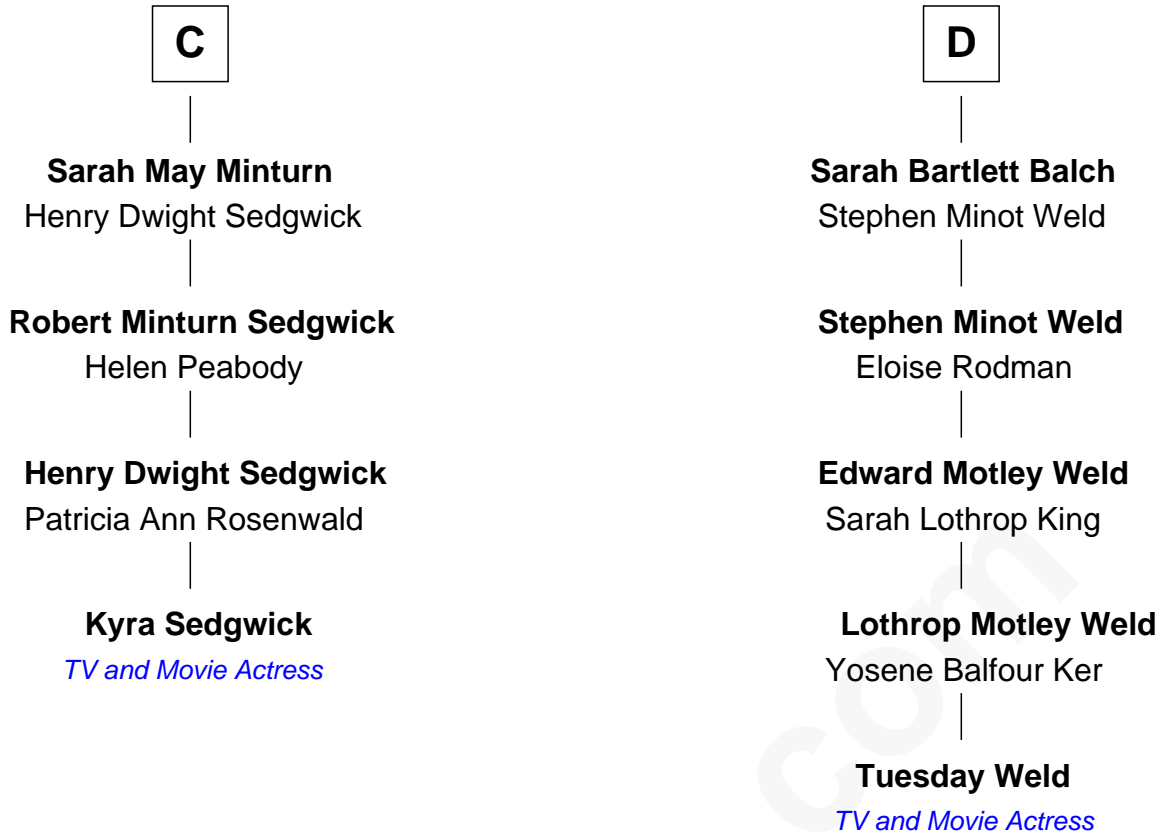 C
Sarah May Minturn
Henry Dwight Sedgwick
Robert Minturn Sedgwick
Helen Peabody
Henry Dwight Sedgwick
Patricia Ann Rosenwald
Kyra Sedgwick
TV and Movie Actress
D
Sarah Bartlett Balch
Stephen Minot Weld
Stephen Minot Weld
Eloise Rodman
Edward Motley Weld
Sarah Lothrop King
Lothrop Motley Weld
Yosene Balfour Ker
Tuesday Weld
TV and Movie Actress
com